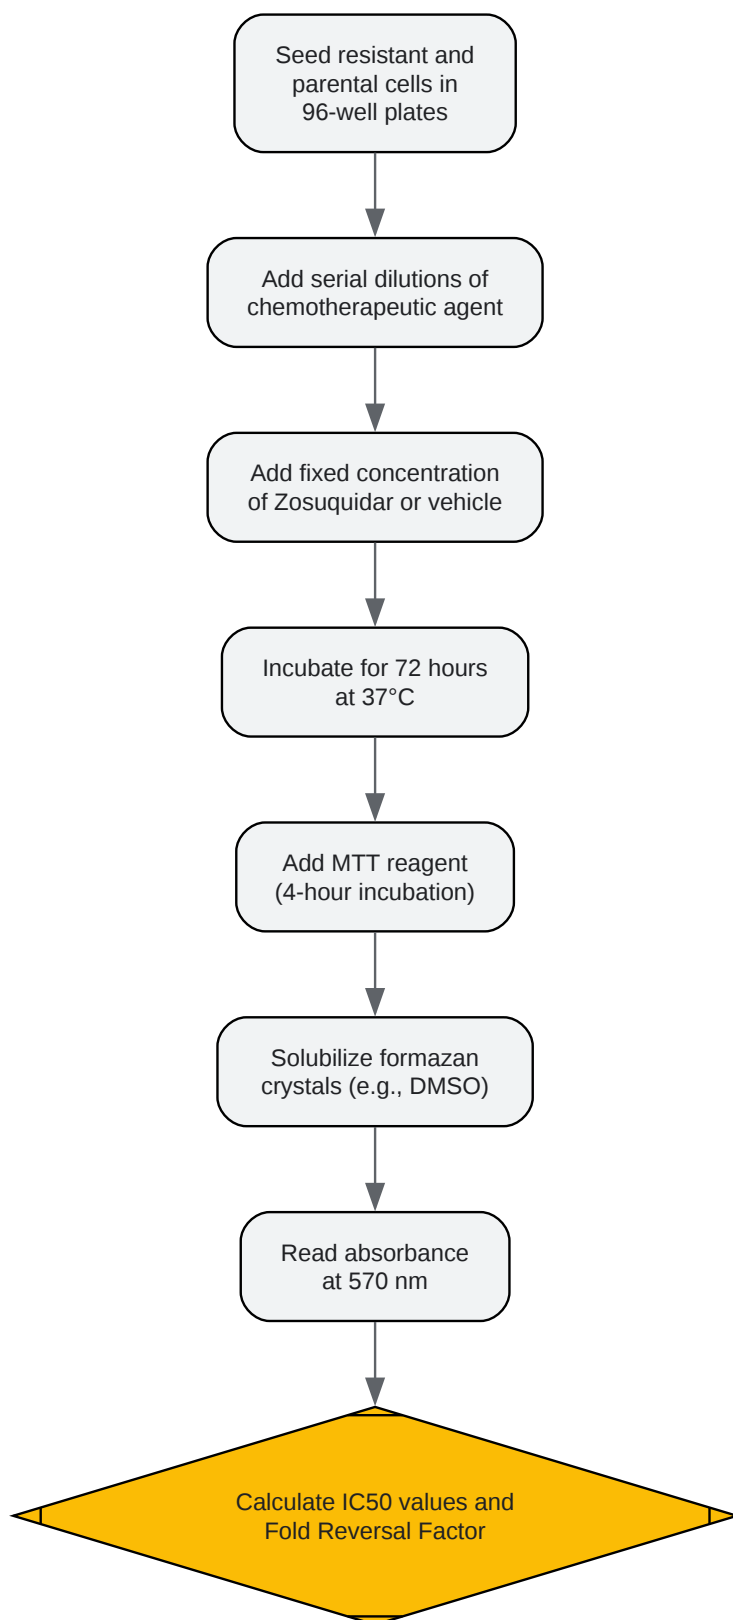 Seed resistant and
parental cells in
96-well plates
Add serial dilutions of
chemotherapeutic agent
Add fixed concentration
of Zosuquidar or vehicle
Incubate for 72 hours
at 37°C
Add MTT reagent
(4-hour incubation)
Solubilize formazan
crystals (e.g., DMSO)
Read absorbance
at 570 nm
Calculate IC50 values and
Fold Reversal Factor